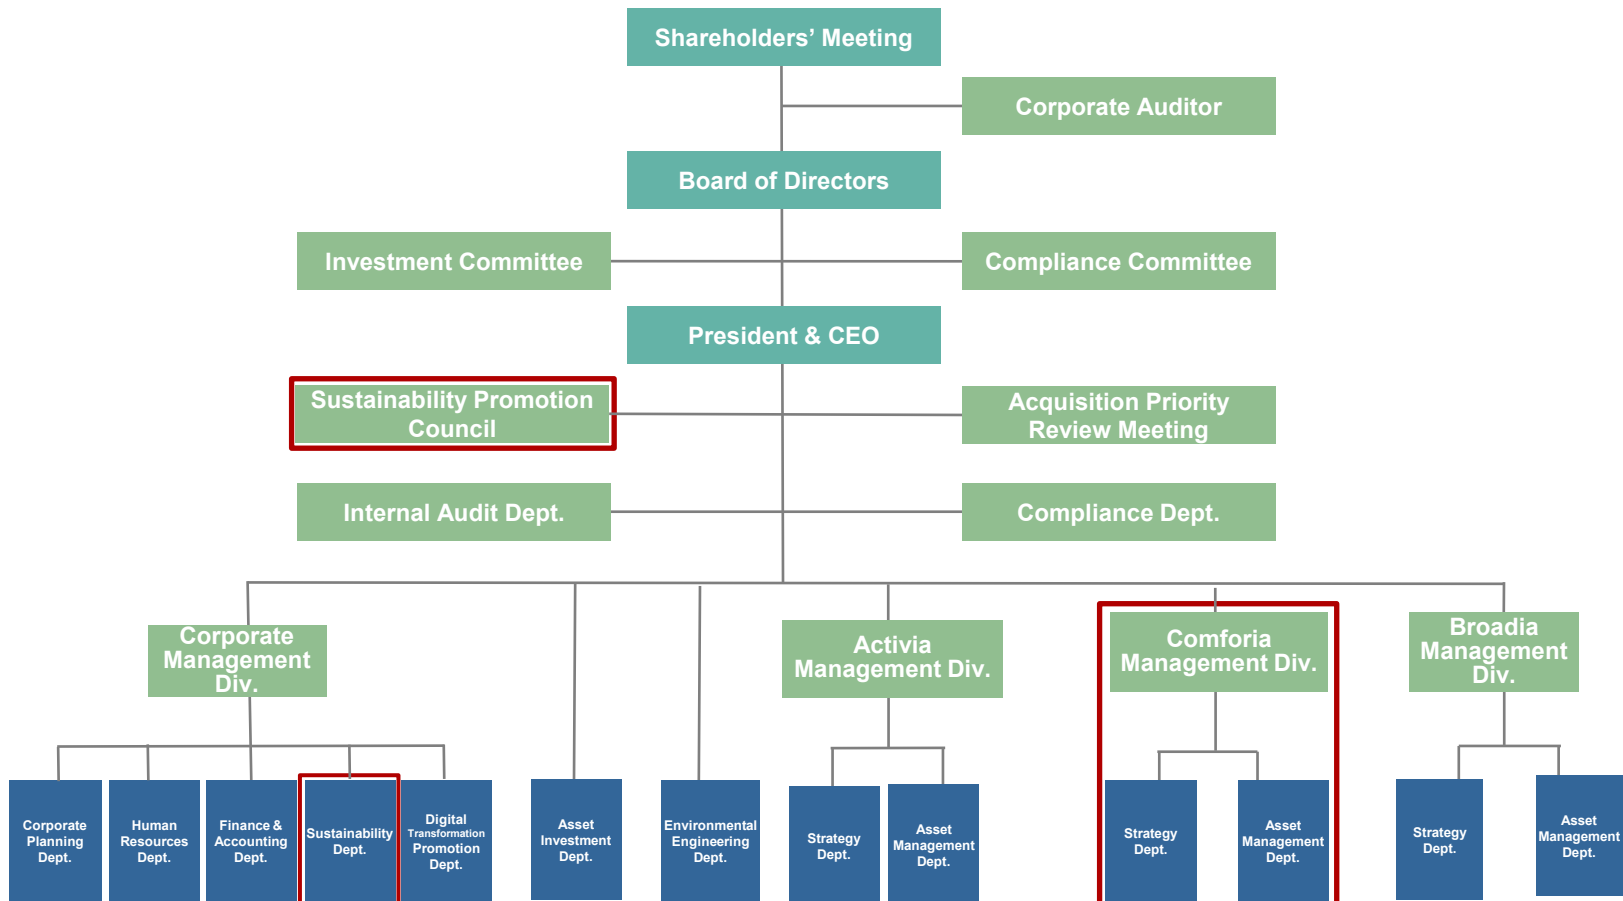 Shareholders’ Meeting
Corporate Auditor
Board of Directors
Investment Committee
Compliance Committee
President & CEO
Sustainability Promotion
Council
Acquisition Priority
Review Meeting
Internal Audit Dept.
Compliance Dept.
Corporate
Management
Div.
Activia
Management Div.
Comforia
Management Div.
Broadia
Management
Div.
Corporate
Planning
Dept.
Human
Resources
Dept.
Finance &
Accounting
Dept.
Sustainability
Dept.
Digital
Transformation
Promotion
Dept.
Asset
Investment
Dept.
Environmental
Engineering
Dept.
Strategy
Dept.
Asset
Management
Dept.
Strategy
Dept.
Asset
Management
Dept.
Strategy
Dept.
Asset
Management
Dept.